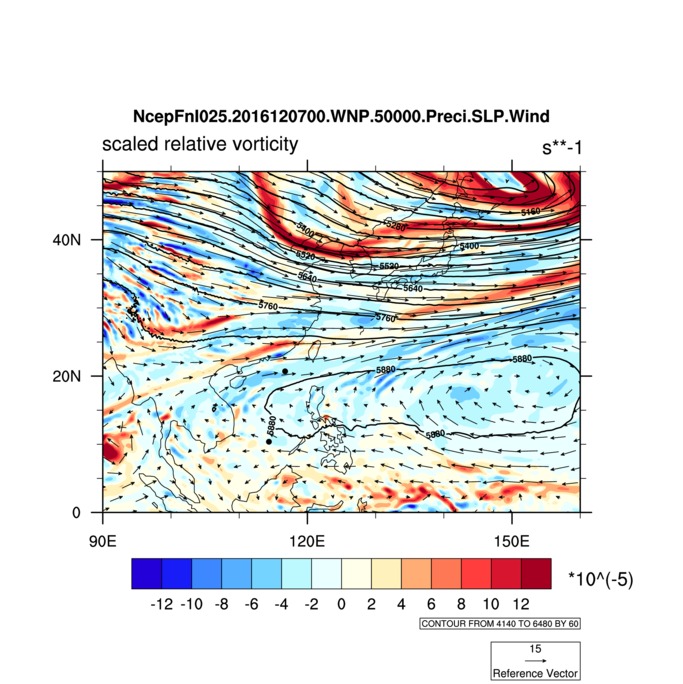 NcepFnl025.2016120700.WNP.50000.Preci.SLP.Wind
scaled relative vorticity
s**-1
5160
5280
5400
5400
5520
5520
5640
5640
5760
5760
5880
5880
5880
5880
40N
20N
0
90E
120E
150E
-12 -10 -8 -6 -4 -2 0 2 4 6 8 10 12
*10^(-5)
CONTOUR FROM 4140 TO 6480 BY 60
15
Reference Vector